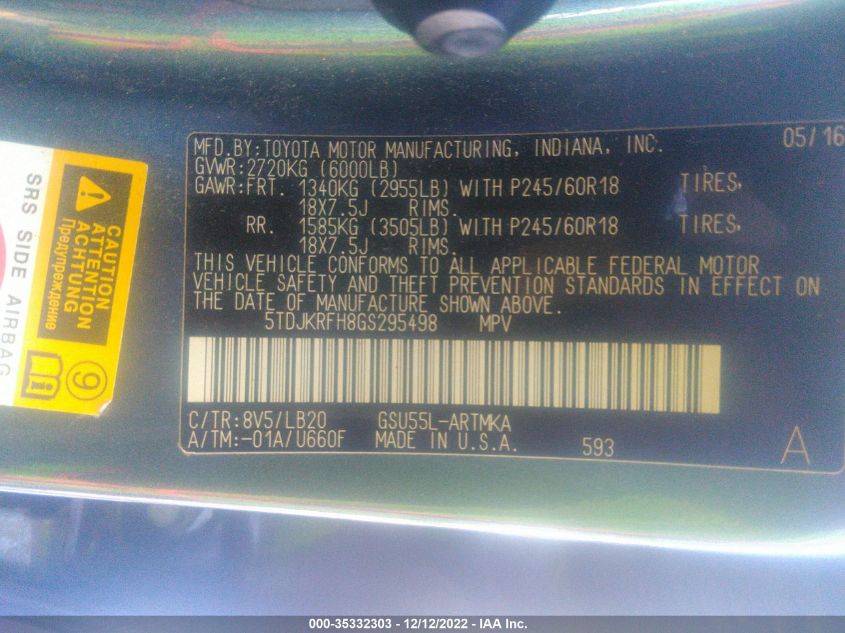 MFD.BY:TOYOTA MOTOR MANUFACTURING, INDIANA, INC. 05/16
GVWR:2720KG (6000LB)
GAWR:FRT. 1340KG (2955LB) WITH P245/60R18 TIRES,
18X7.5J RIMS.
RR. 1585KG (3505LB) WITH P245/60R18 TIRES,
18X7.5J RIMS.
THIS VEHICLE CONFORMS TO ALL APPLICABLE FEDERAL MOTOR
VEHICLE SAFETY AND THEFT PREVENTION STANDARDS IN EFFECT ON
THE DATE OF MANUFACTURE SHOWN ABOVE.
5TDJKRFH8GS295498 MPV
C/TR:8V5/LB20 GSU55L-ARTMKA
A/TM:-01A/U660F MADE IN U.S.A. 593 A
CAUTION
ATTENTION
ACHTUNG
Предупреждение
9
SRS SIDE AIRBAG
000-35332303 - 12/12/2022 - IAA Inc.